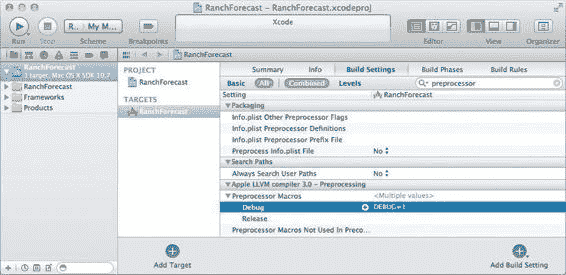 RanchForecast – RanchForecast.xcodeproj
R.. My M...
Xcode
Run Stop Scheme Breakpoints Editor View Organizer
RanchForecast
RanchForecast
1 target, Mac OS X SDK 10.7
RanchForecast
Frameworks
Products
PROJECT
RanchForecast
TARGETS
RanchForecast
Summary Info Build Settings Build Phases Build Rules
Basic All Combined Levels preprocessor
Setting RanchForecast
Packaging
Info.plist Other Preprocessor Flags
Info.plist Preprocessor Definitions
Info.plist Preprocessor Prefix File
Preprocess Info.plist File No
Search Paths
Always Search User Paths No
Apple LLVM compiler 3.0 – Preprocessing
Preprocessor Macros <Multiple values>
Debug DEBUG=1
Release
Preprocessor Macros Not Used In Preco...
Add Target Add Build Setting